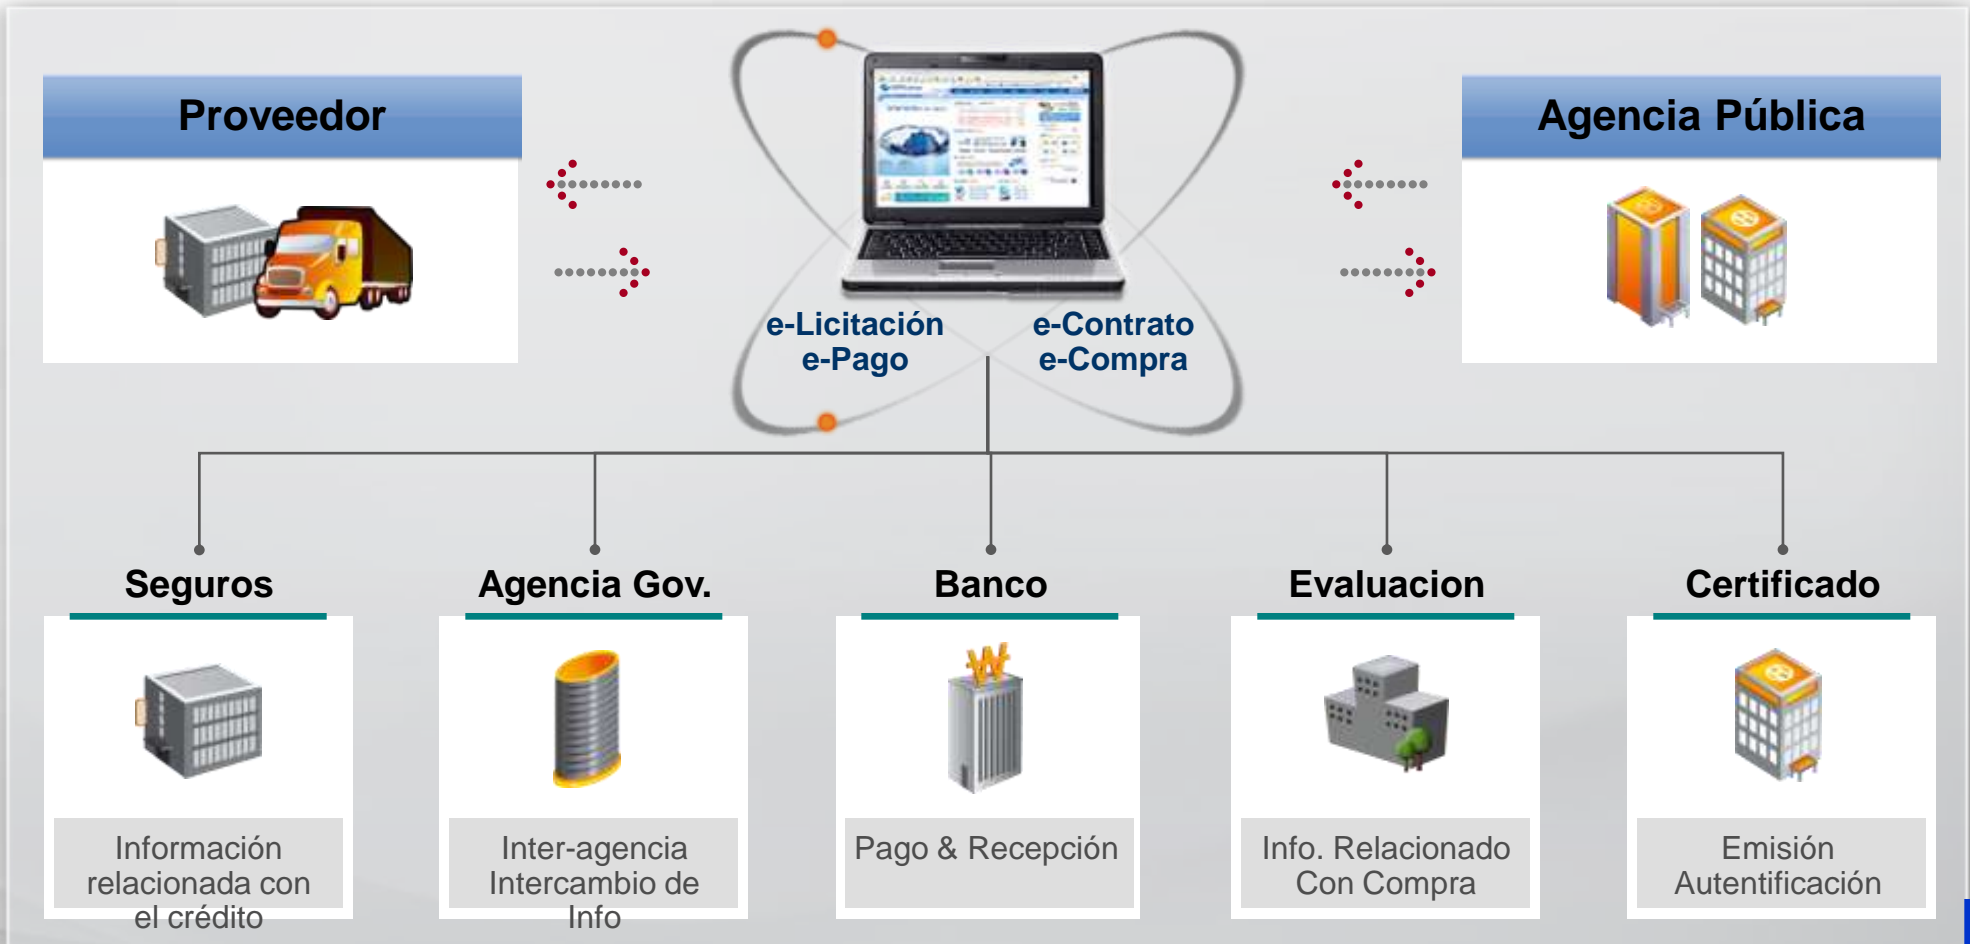 Proveedor
Agencia Pública
e-Licitación
e-Pago
e-Contrato
e-Compra
Seguros
Agencia Gov.
Banco
Evaluacion
Certificado
Información
relacionada con
el crédito
Inter-agencia
Intercambio de
Info
Pago & Recepción
Info. Relacionado
Con Compra
Emisión
Autentificación